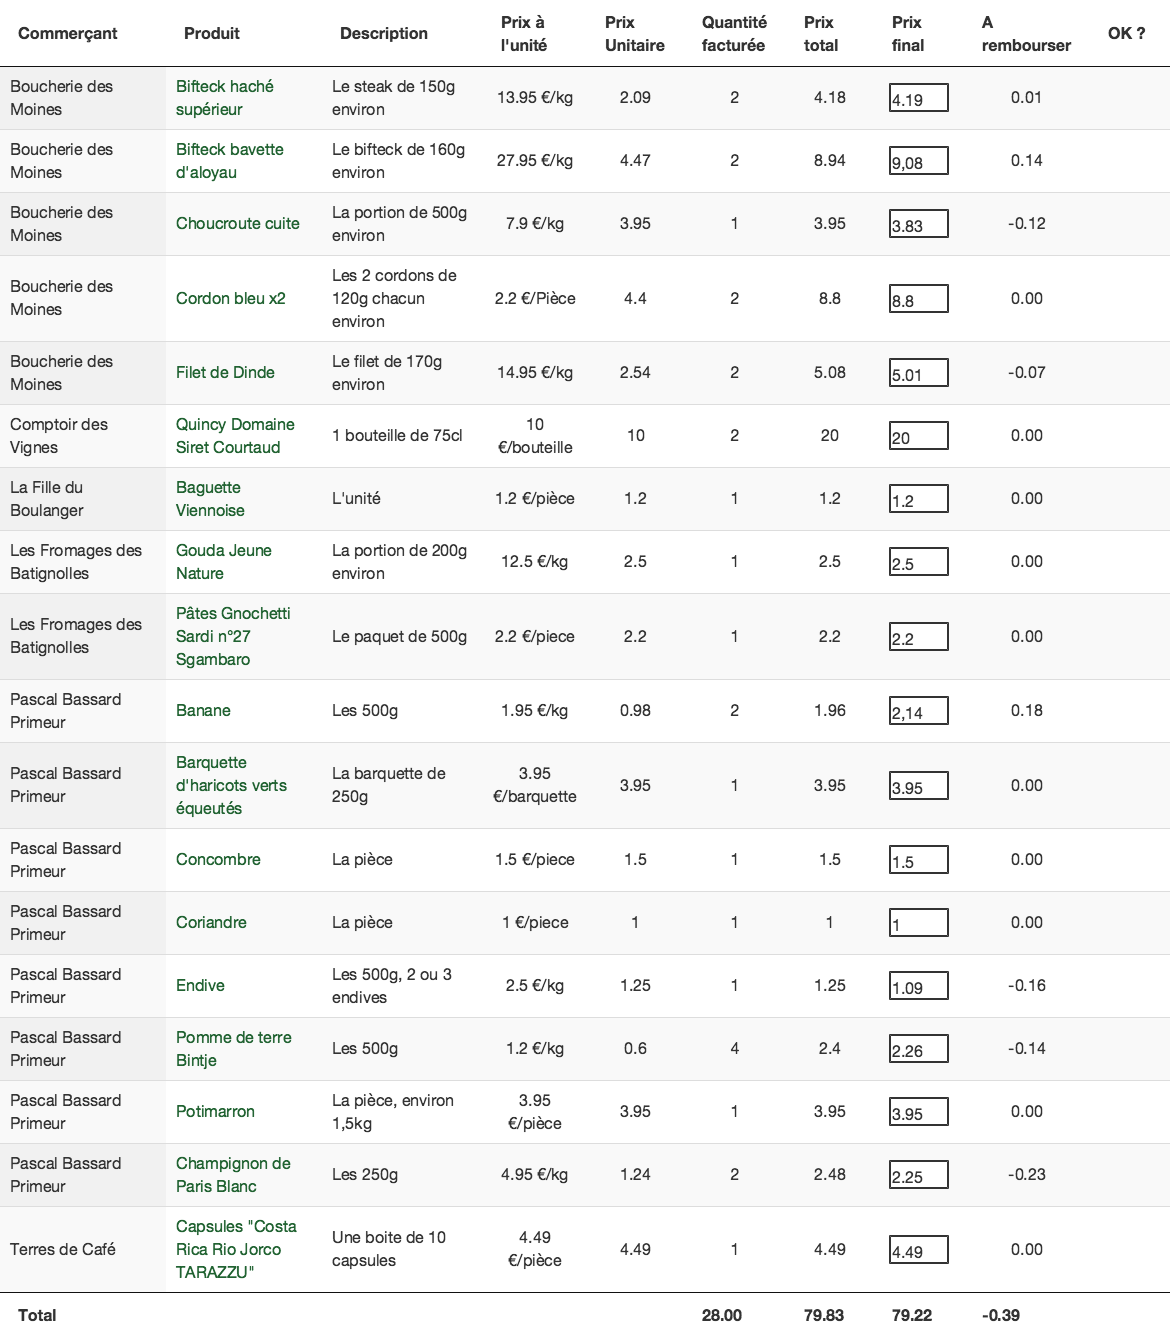 Commerçant Produit Description Prix à l'unité Prix Unitaire Quantité facturée Prix total Prix final A rembourser OK ?
Boucherie des Moines Bifteck haché supérieur Le steak de 150g environ 13.95 €/kg 2.09 2 4.18 4.19 0.01
Boucherie des Moines Bifteck bavette d'aloyau Le bifteck de 160g environ 27.95 €/kg 4.47 2 8.94 9,08 0.14
Boucherie des Moines Choucroute cuite La portion de 500g environ 7.9 €/kg 3.95 1 3.95 3.83 -0.12
Boucherie des Moines Cordon bleu x2 Les 2 cordons de 120g chacun environ 2.2 €/Pièce 4.4 2 8.8 8.8 0.00
Boucherie des Moines Filet de Dinde Le filet de 170g environ 14.95 €/kg 2.54 2 5.08 5.01 -0.07
Comptoir des Vignes Quincy Domaine Siret Courtaud 1 bouteille de 75cl 10 €/bouteille 10 2 20 20 0.00
La Fille du Boulanger Baguette Viennoise L'unité 1.2 €/pièce 1.2 1 1.2 1.2 0.00
Les Fromages des Batignolles Gouda Jeune Nature La portion de 200g environ 12.5 €/kg 2.5 1 2.5 2.5 0.00
Les Fromages des Batignolles Pâtes Gnochetti Sardi n°27 Sgambaro Le paquet de 500g 2.2 €/piece 2.2 1 2.2 2.2 0.00
Pascal Bassard Primeur Banane Les 500g 1.95 €/kg 0.98 2 1.96 2,14 0.18
Pascal Bassard Primeur Barquette d'haricots verts équeutés La barquette de 250g 3.95 €/barquette 3.95 1 3.95 3.95 0.00
Pascal Bassard Primeur Concombre La pièce 1.5 €/piece 1.5 1 1.5 1.5 0.00
Pascal Bassard Primeur Coriandre La pièce 1 €/piece 1 1 1 1 0.00
Pascal Bassard Primeur Endive Les 500g, 2 ou 3 endives 2.5 €/kg 1.25 1 1.25 1.09 -0.16
Pascal Bassard Primeur Pomme de terre Bintje Les 500g 1.2 €/kg 0.6 4 2.4 2.26 -0.14
Pascal Bassard Primeur Potimarron La pièce, environ 1,5kg 3.95 €/pièce 3.95 1 3.95 3.95 0.00
Pascal Bassard Primeur Champignon de Paris Blanc Les 250g 4.95 €/kg 1.24 2 2.48 2.25 -0.23
Terres de Café Capsules "Costa Rica Rio Jorco TARAZZU" Une boite de 10 capsules 4.49 €/pièce 4.49 1 4.49 4.49 0.00
Total 28.00 79.83 79.22 -0.39